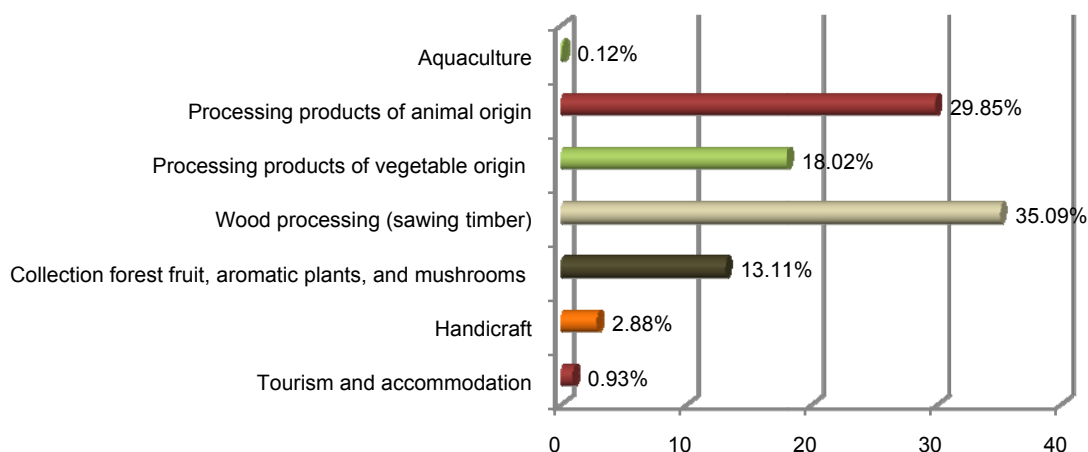 Aquaculture 0.12%
Processing products of animal origin 29.85%
Processing products of vegetable origin 18.02%
Wood processing (sawing timber) 35.09%
Collection forest fruit, aromatic plants, and mushrooms 13.11%
Handicraft 2.88%
Tourism and accommodation 0.93%
0 10 20 30 40